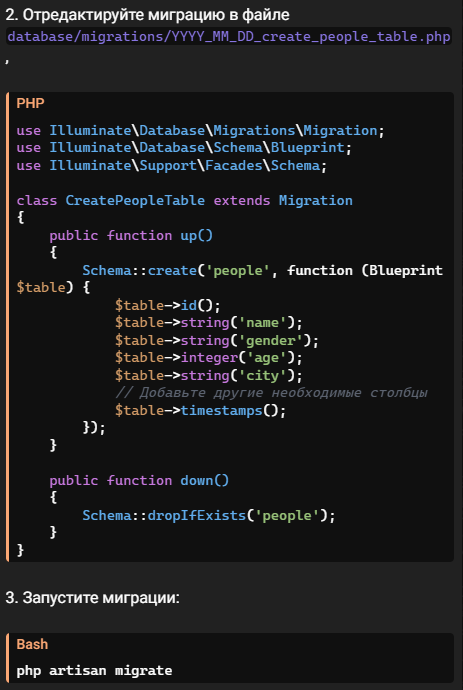 2. Отредактируйте миграцию в файле
database/migrations/YYYY_MM_DD_create_people_table.php
,
PHP
use Illuminate\Database\Migrations\Migration;
use Illuminate\Database\Schema\Blueprint;
use Illuminate\Support\Facades\Schema;

class CreatePeopleTable extends Migration
{
    public function up()
    {
        Schema::create('people', function (Blueprint
$table) {
            $table->id();
            $table->string('name');
            $table->string('gender');
            $table->integer('age');
            $table->string('city');
            // Добавьте другие необходимые столбцы
            $table->timestamps();
        });
    }

    public function down()
    {
        Schema::dropIfExists('people');
    }
}
3. Запустите миграции:
Bash
php artisan migrate